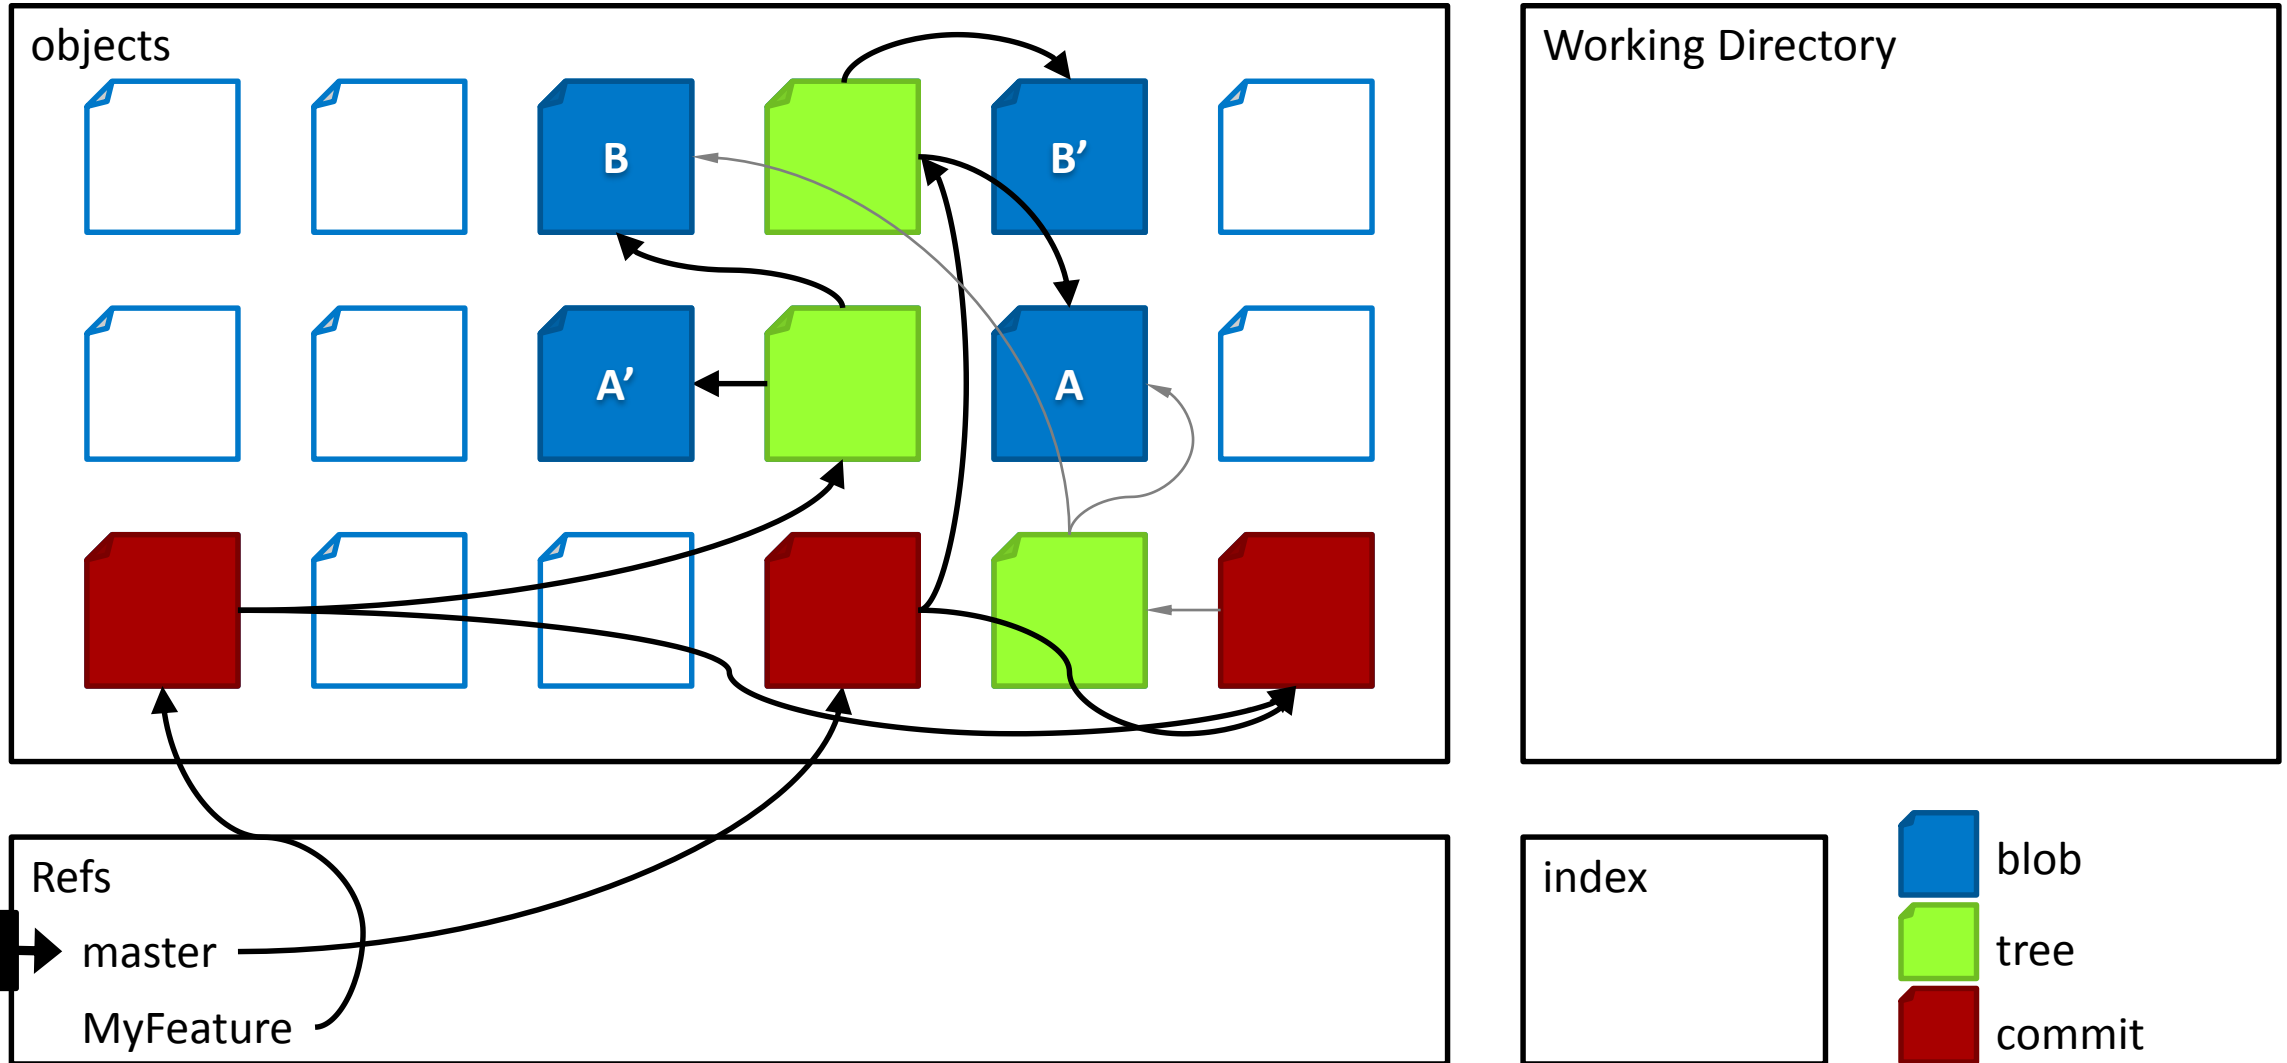 objects
Working Directory
B
B’
A’
A
Refs
master
MyFeature
index
blob
tree
commit